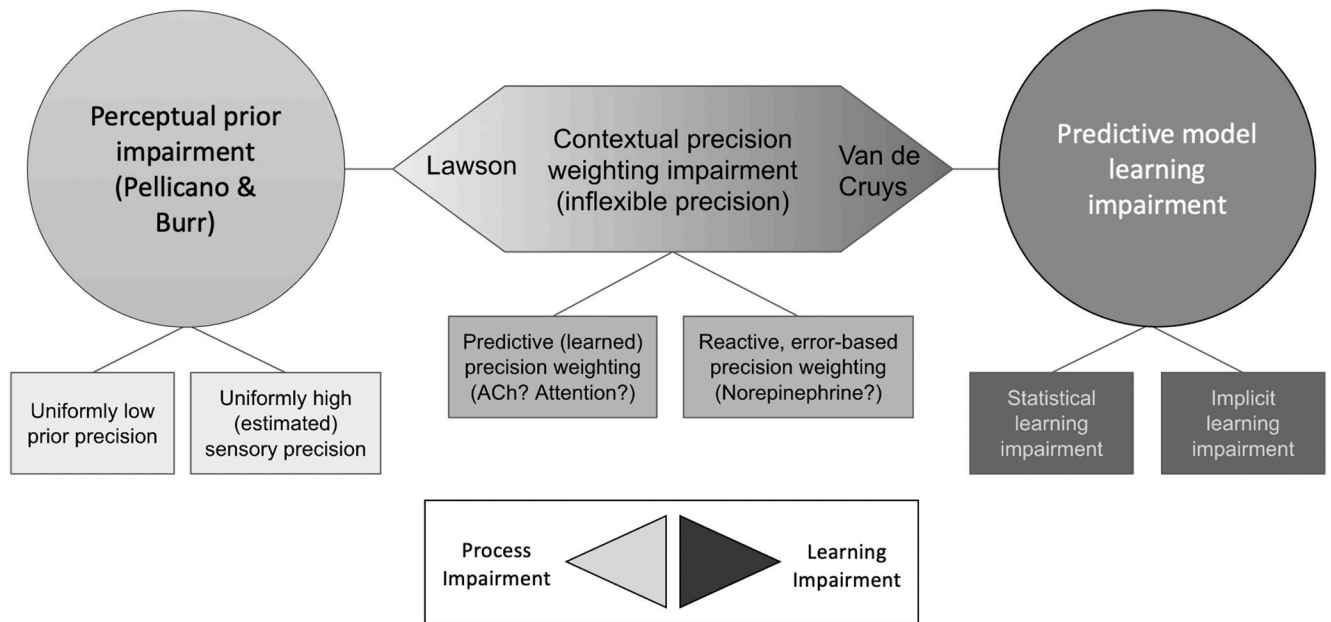 Perceptual prior
impairment
(Pellicano &
Burr)
Lawson
Contextual precision
weighting impairment
(inflexible precision)
Van de
Cruys
Predictive model
learning
impairment
Uniformly low
prior precision
Uniformly high
(estimated)
sensory precision
Predictive (learned)
precision weighting
(ACh? Attention?)
Reactive, error-based
precision weighting
(Norepinephrine?)
Statistical
learning
impairment
Implicit
learning
impairment
Process
Impairment
Learning
Impairment